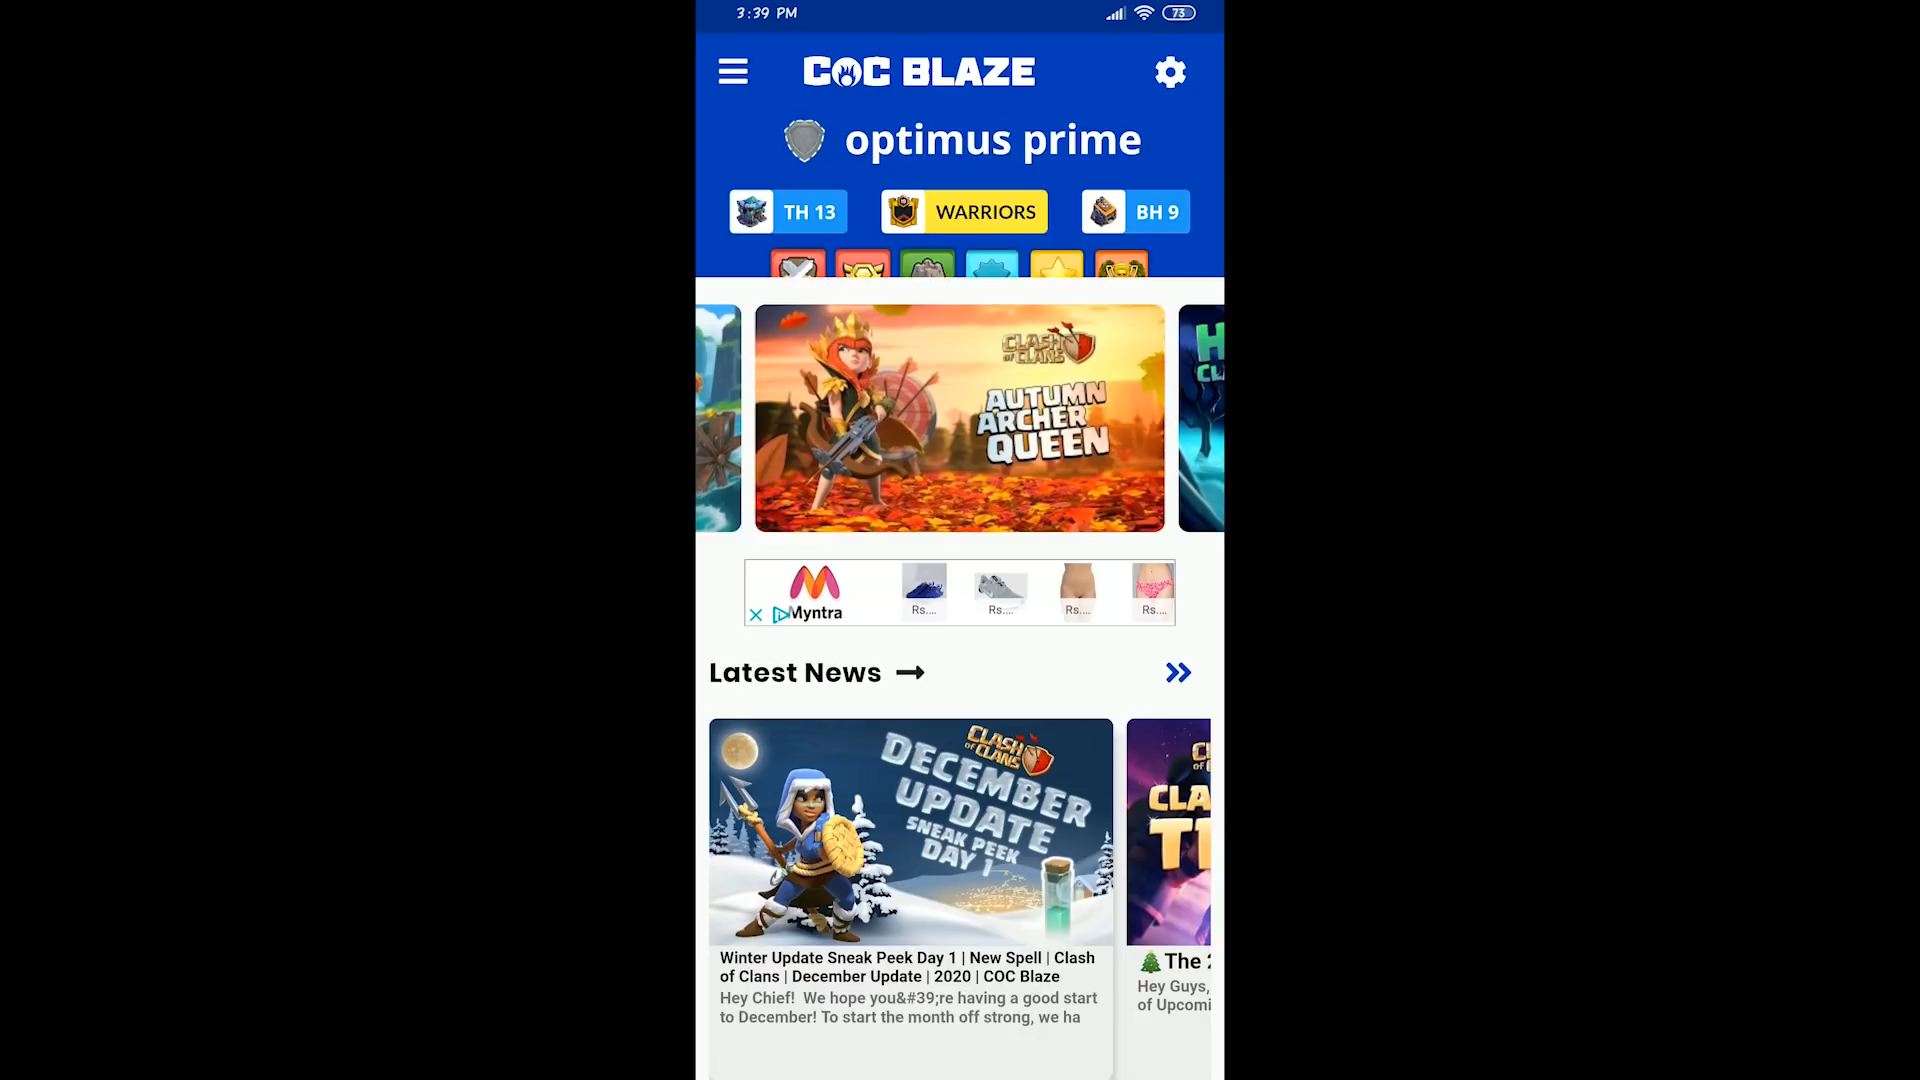 3:39 PM
73
COC BLAZE
optimus prime
TH 13
WARRIORS
BH 9
CLASH
OF CLANS
AUTUMN
ARCHER
QUEEN
Myntra
Rs....
Rs....
Rs....
Rs....
Latest News
CLASH
OF CLANS
DECEMBER
UPDATE
SNEAK PEEK
DAY 1
Winter Update Sneak Peek Day 1 | New Spell | Clash
of Clans | December Update | 2020 | COC Blaze
Hey Chief!  We hope you&#39;re having a good start
to December! To start the month off strong, we ha
CLA
The
Hey Guys,
of Upcomi